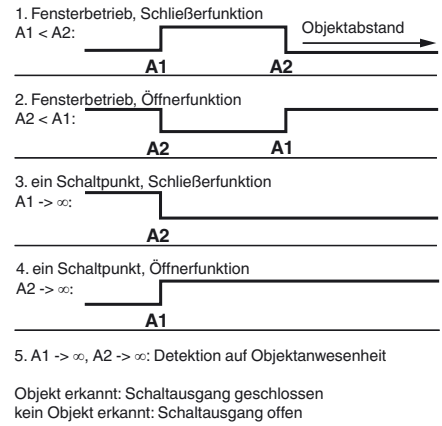 1. Fensterbetrieb, Schließerfunktion
A1 < A2:
Objektabstand
A1 A2
2. Fensterbetrieb, Öffnerfunktion
A2 < A1:
A2 A1
3. ein Schaltpunkt, Schließerfunktion
A1 -> ∞:
A2
4. ein Schaltpunkt, Öffnerfunktion
A2 -> ∞:
A1
5. A1 -> ∞, A2 -> ∞: Detektion auf Objektanwesenheit
Objekt erkannt: Schaltausgang geschlossen
kein Objekt erkannt: Schaltausgang offen